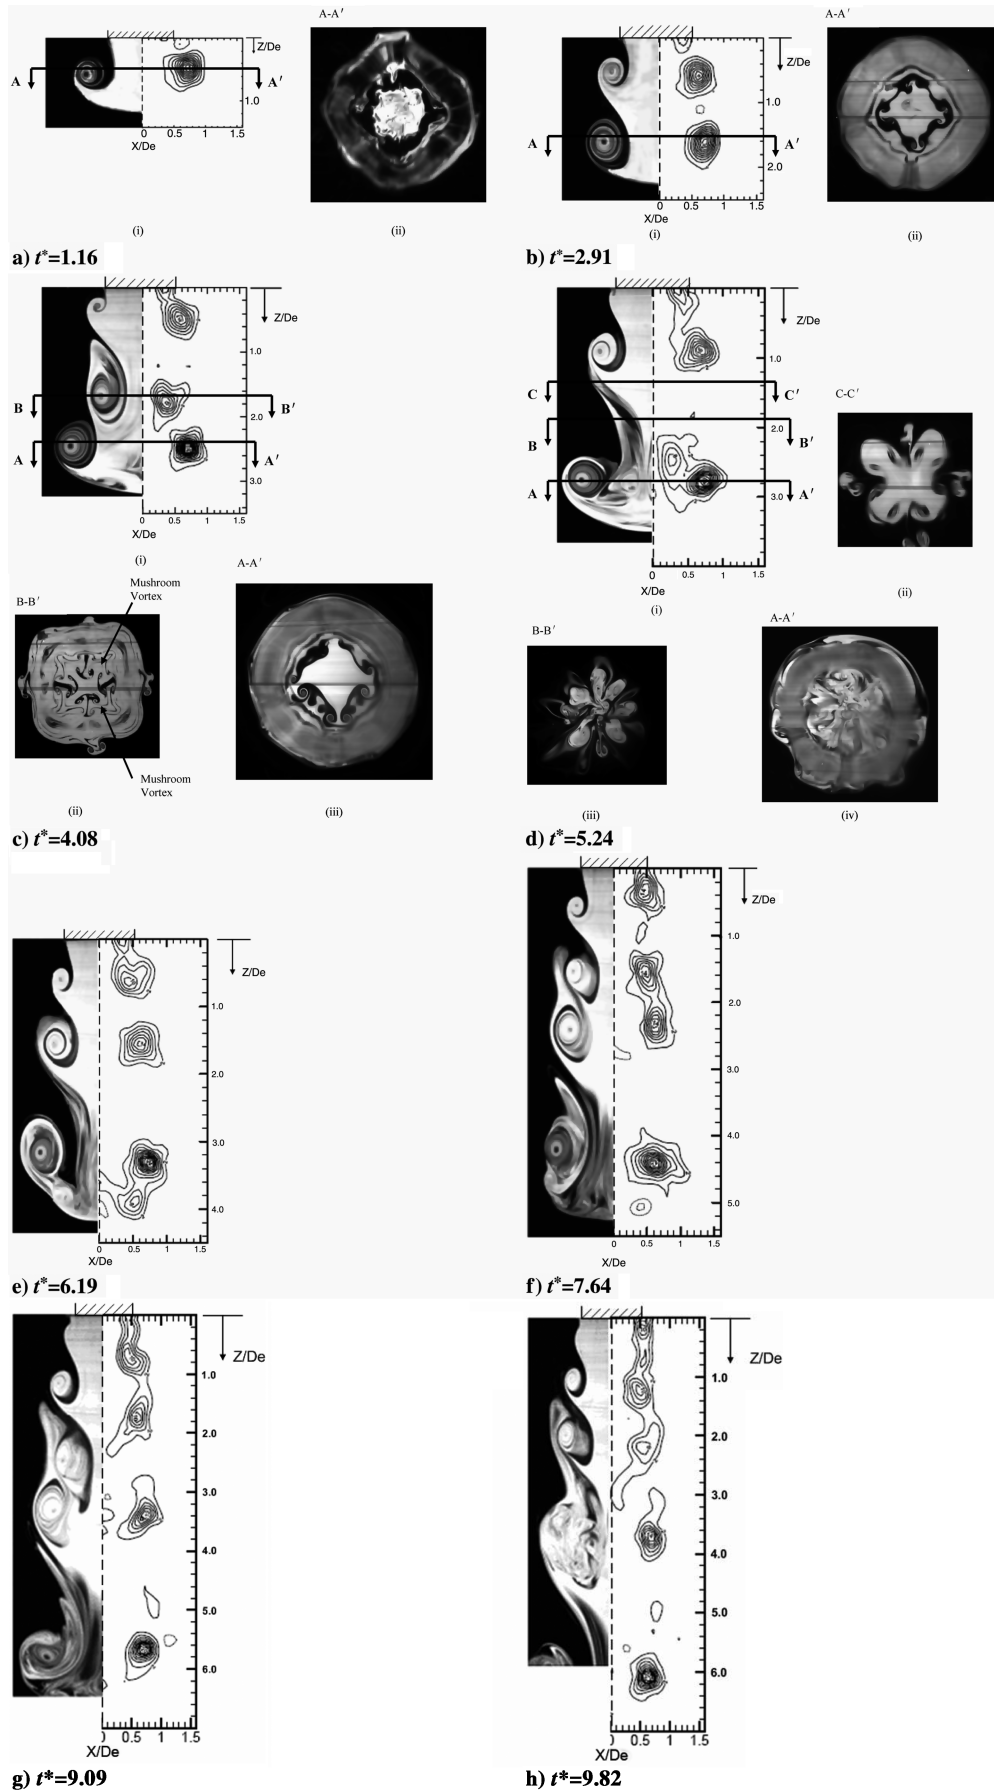 A-A'
Z/De
A A'
1.0
0 0.5 1 1.5
X/De
(i) (ii)
a) t*=1.16
A-A'
Z/De
1.0
A A'
2.0
0 0.5 1 1.5
X/De
(i) (ii)
b) t*=2.91
Z/De
1.0
B B'
2.0
A A'
3.0
0 0.5 1 1.5
X/De
(i)
A-A'
Mushroom
Vortex
B-B'
Mushroom
Vortex
(ii) (iii)
c) t*=4.08
Z/De
1.0
C C'
C-C'
2.0
B B'
A A'
3.0
0 0.5 1 1.5
X/De
(ii)
(i)
A-A'
B-B'
(iii) (iv)
d) t*=5.24
Z/De
1.0
2.0
3.0
4.0
0 0.5 1 1.5
X/De
e) t*=6.19
Z/De
1.0
2.0
3.0
4.0
5.0
0 0.5 1 1.5
X/De
f) t*=7.64
Z/De
1.0
2.0
3.0
4.0
5.0
6.0
0 0.5 1 1.5
X/De
g) t*=9.09
Z/De
1.0
2.0
3.0
4.0
5.0
6.0
0 0.5 1 1.5
X/De
h) t*=9.82